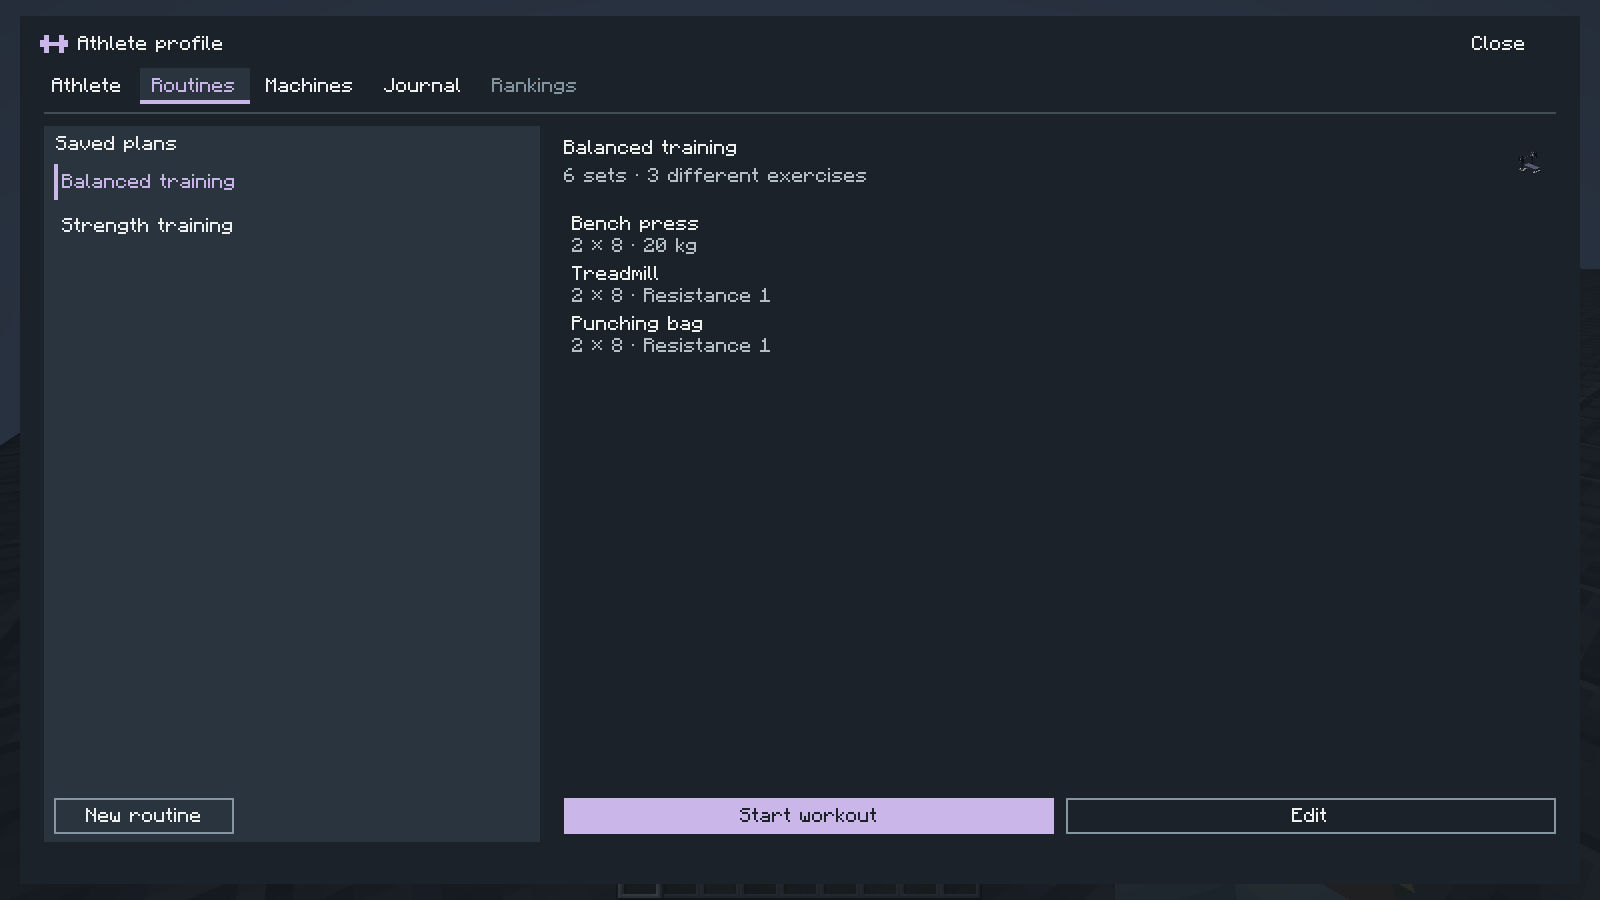 Athlete profile
Close
Athlete
Routines
Machines
Journal
Rankings
Saved plans
Balanced training
Strength training
New routine
Balanced training
6 sets · 3 different exercises
Bench press
2 × 8 · 20 kg
Treadmill
2 × 8 · Resistance 1
Punching bag
2 × 8 · Resistance 1
Start workout
Edit